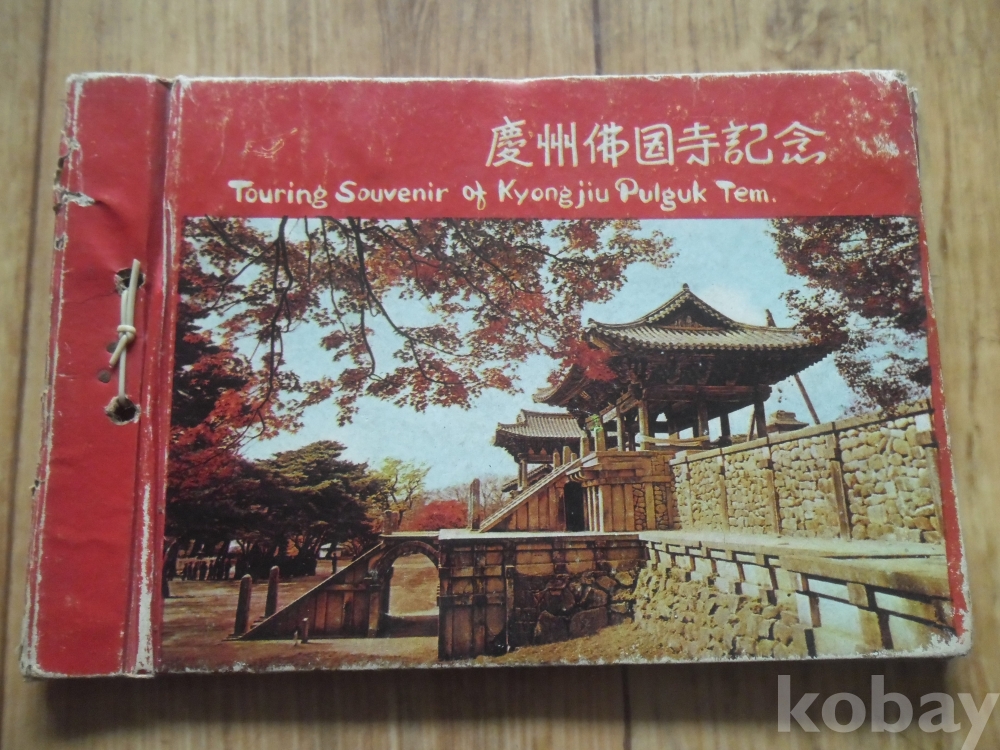 慶州佛国寺記念
Touring Souvenir of Kyongjiu Pulguk Tem.
kobay